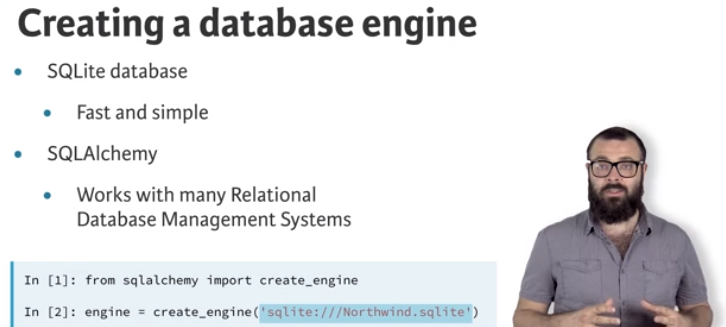 Creating a database engine
SQLite database
Fast and simple
SQLAlchemy
Works with many Relational
Database Management Systems
In [1]: from sqlalchemy import create_engine
In [2]: engine = create_engine('sqlite:///Northwind.sqlite')